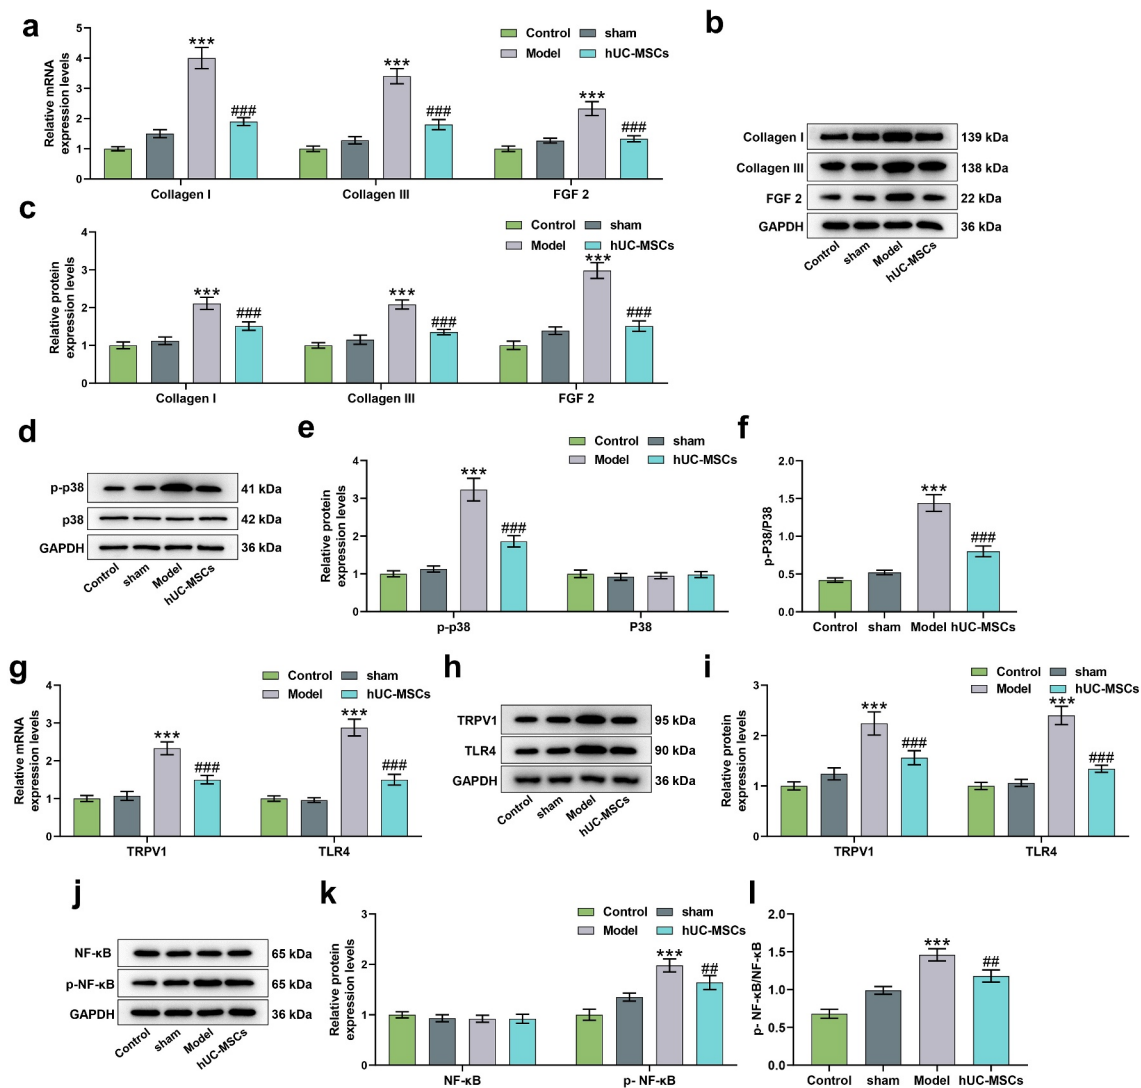 a
Control
sham
Model
hUC-MSCs
Relative mRNA
expression levels
5
4
3
2
1
0
***
###
***
###
***
###
Collagen I
Collagen III
FGF 2
b
Collagen I
139 kDa
Collagen III
138 kDa
FGF 2
22 kDa
GAPDH
36 kDa
Control
sham
Model
hUC-MSCs
c
Control
sham
Model
hUC-MSCs
Relative protein
expression levels
4
3
2
1
0
***
###
***
###
***
###
Collagen I
Collagen III
FGF 2
d
p-p38
41 kDa
p38
42 kDa
GAPDH
36 kDa
Control
sham
Model
hUC-MSCs
e
Control
sham
Model
hUC-MSCs
Relative protein
expression levels
4
3
2
1
0
***
###
p-p38
P38
f
p-P38/P38
2.0
1.5
1.0
0.5
0.0
***
###
Control
sham
Model
hUC-MSCs
g
Control
sham
Model
hUC-MSCs
Relative mRNA
expression levels
4
3
2
1
0
***
###
***
###
TRPV1
TLR4
h
TRPV1
95 kDa
TLR4
90 kDa
GAPDH
36 kDa
Control
sham
Model
hUC-MSCs
i
Control
sham
Model
hUC-MSCs
Relative protein
expression levels
3
2
1
0
***
###
***
###
TRPV1
TLR4
j
NF-κB
65 kDa
p-NF-κB
65 kDa
GAPDH
36 kDa
Control
sham
Model
hUC-MSCs
k
Control
sham
Model
hUC-MSCs
Relative protein
expression levels
3
2
1
0
***
##
NF-κB
p- NF-κB
l
p- NF-κB/NF-κB
2.0
1.5
1.0
0.5
0.0
***
##
Control
sham
Model
hUC-MSCs